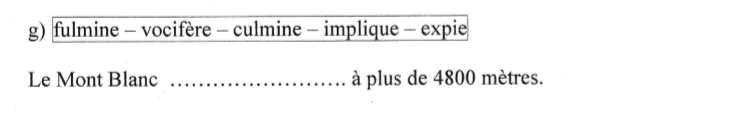 g) fulmine – vocifère – culmine – implique – expie
Le Mont Blanc ............................ à plus de 4800 mètres.